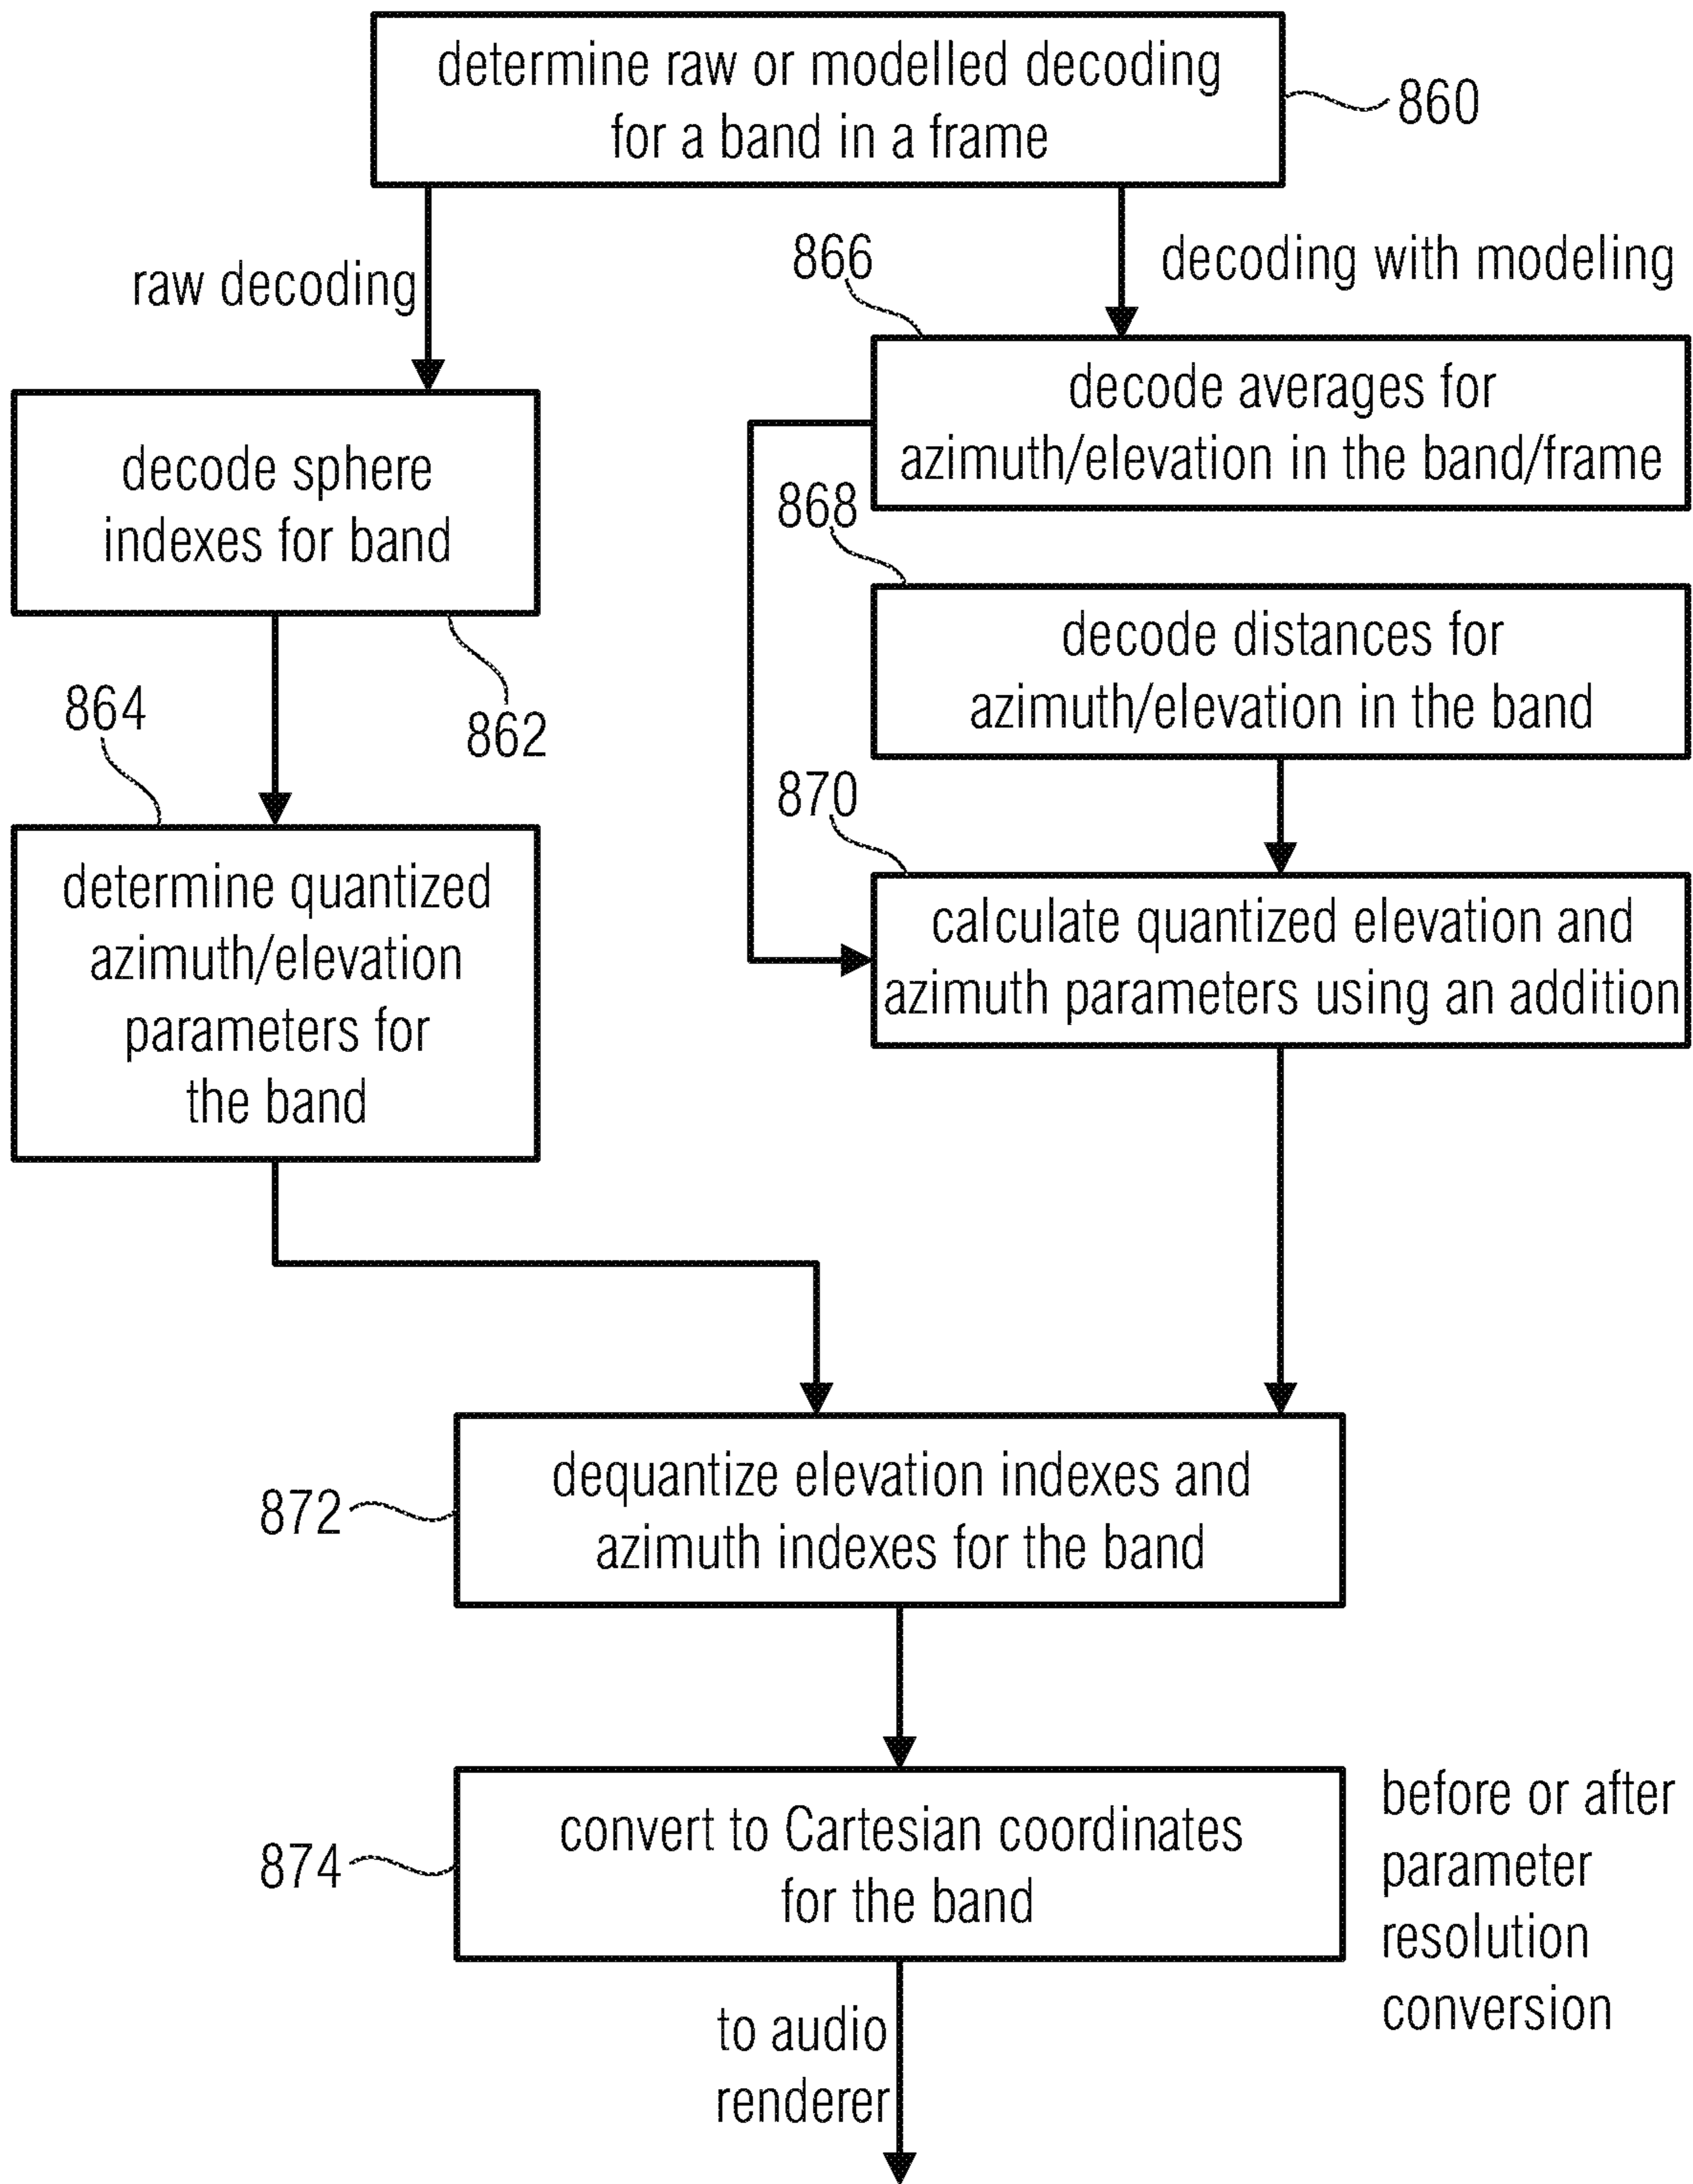 determine raw or modelled decoding
for a band in a frame
860
raw decoding
decoding with modeling
866
decode averages for
azimuth/elevation in the band/frame
decode sphere
indexes for band
862
868
decode distances for
azimuth/elevation in the band
864
determine quantized
azimuth/elevation
parameters for
the band
870
calculate quantized elevation and
azimuth parameters using an addition
872
dequantize elevation indexes and
azimuth indexes for the band
874
convert to Cartesian coordinates
for the band
before or after
parameter
resolution
conversion
to audio
renderer